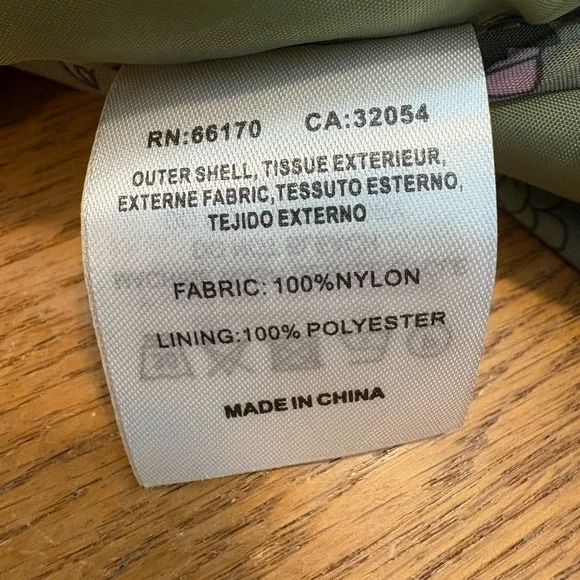 RN:66170 CA:32054
OUTER SHELL, TISSUE EXTERIEUR,
EXTERNE FABRIC,TESSUTO ESTERNO,
TEJIDO EXTERNO
FABRIC: 100%NYLON
LINING:100% POLYESTER
MADE IN CHINA